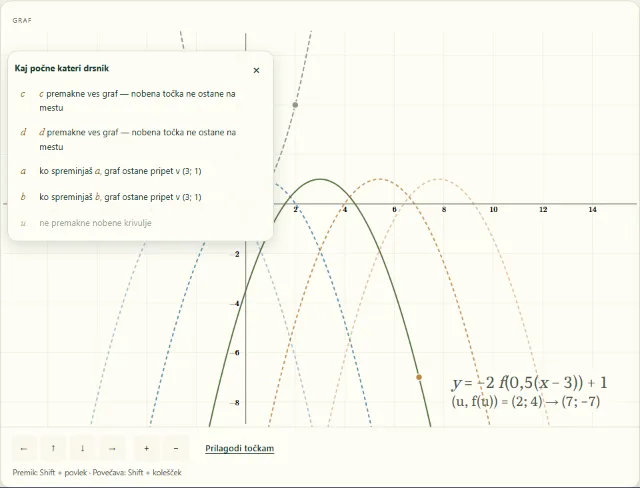 GRAF
Kaj počne kateri drsnik
×
c c premakne ves graf — nobena točka ne ostane na
mestu
d d premakne ves graf — nobena točka ne ostane na
mestu
a ko spreminjaš a, graf ostane pripet v (3; 1)
b ko spreminjaš b, graf ostane pripet v (3; 1)
u ne premakne nobene krivulje
2 4 6 8 10 12 14
−2
−4
−6
−8
y = −2 f(0,5(x − 3)) + 1
(u, f(u)) = (2; 4) → (7; −7)
← ↑ ↓ → + − Prilagodi točkam
Premik: Shift + povlek · Povečava: Shift + kolešček